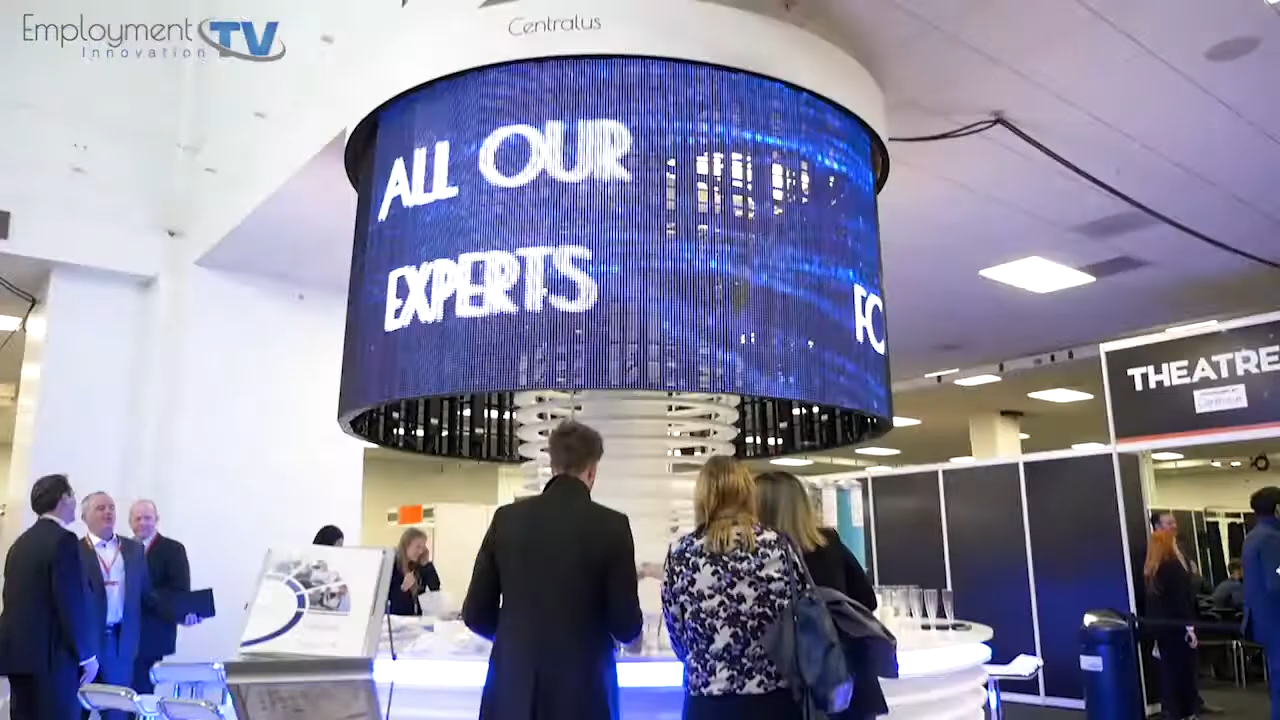 Employment TV
Innovation
Centralus
ALL OUR
EXPERTS
FC
THEATRE